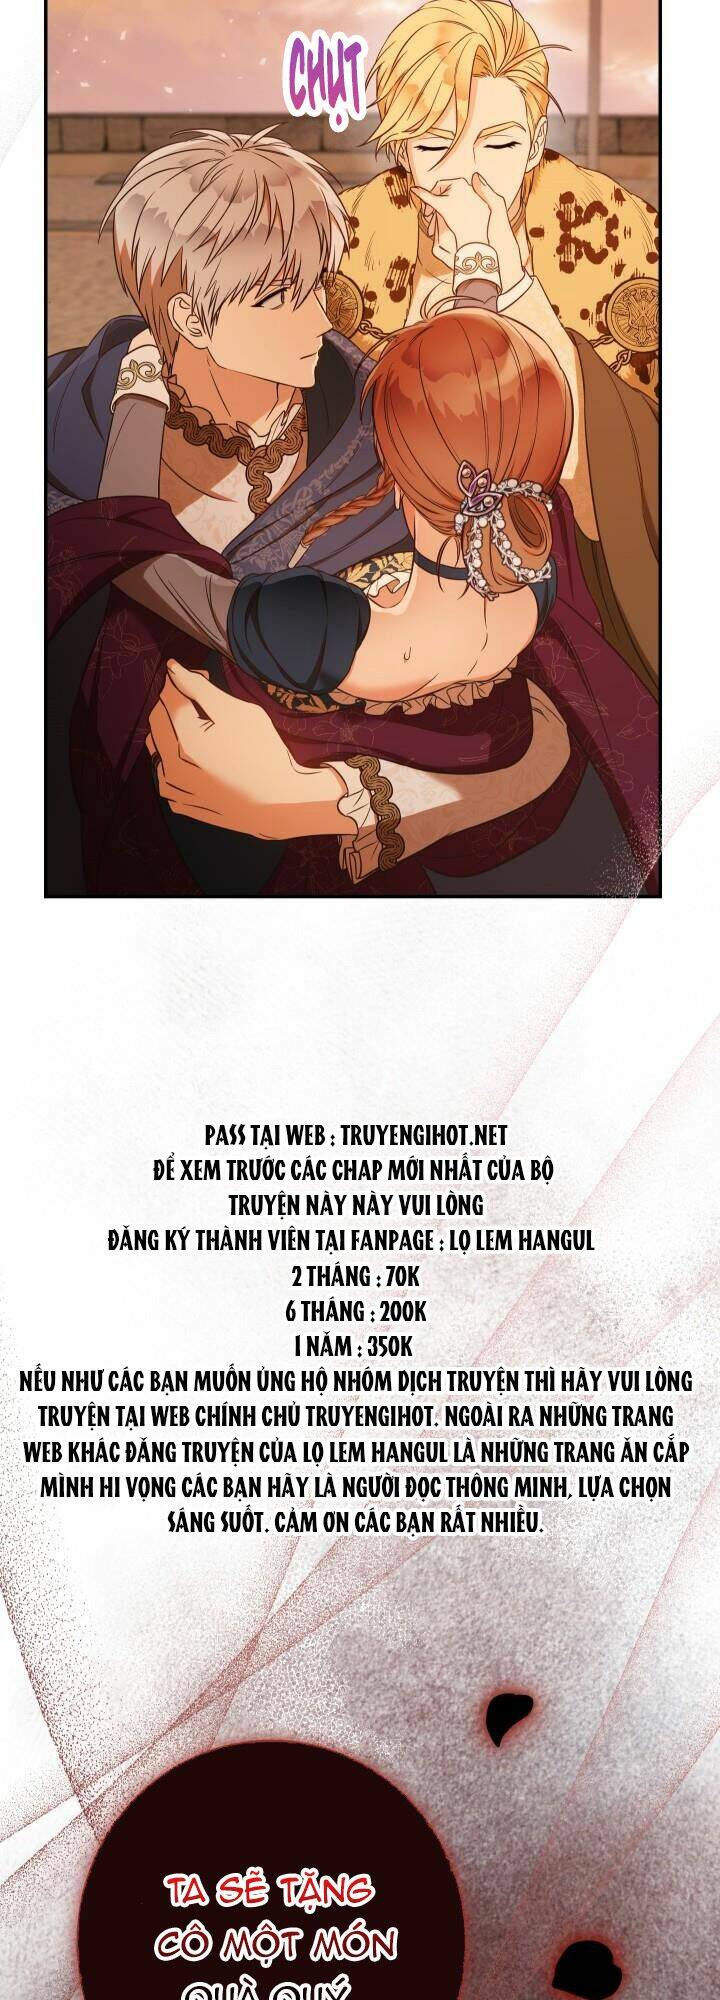 CHỤT
PASS TẠI WEB : TRUYENGIHOT.NET
ĐỂ XEM TRƯỚC CÁC CHAP MỚI NHẤT CỦA BỘ
TRUYỆN NÀY NÀY VUI LÒNG
ĐĂNG KÝ THÀNH VIÊN TẠI FANPAGE : LỌ LEM HANGUL
2 THÁNG : 70K
6 THÁNG : 200K
1 NĂM : 350K
NẾU NHƯ CÁC BẠN MUỐN ỦNG HỘ NHÓM DỊCH TRUYỆN THÌ HÃY VUI LÒNG
TRUYỆN TẠI WEB CHÍNH CHỦ TRUYENGIHOT. NGOÀI RA NHỮNG TRANG
WEB KHÁC ĐĂNG TRUYỆN CỦA LỌ LEM HANGUL LÀ NHỮNG TRANG ĂN CẮP
MÌNH HI VỌNG CÁC BẠN HÃY LÀ NGƯỜI ĐỌC THÔNG MINH, LỰA CHỌN
SÁNG SUỐT. CẢM ƠN CÁC BẠN RẤT NHIỀU.
TA SẼ TẶNG
CÔ MỘT MÓN
QUÀ QUÝ